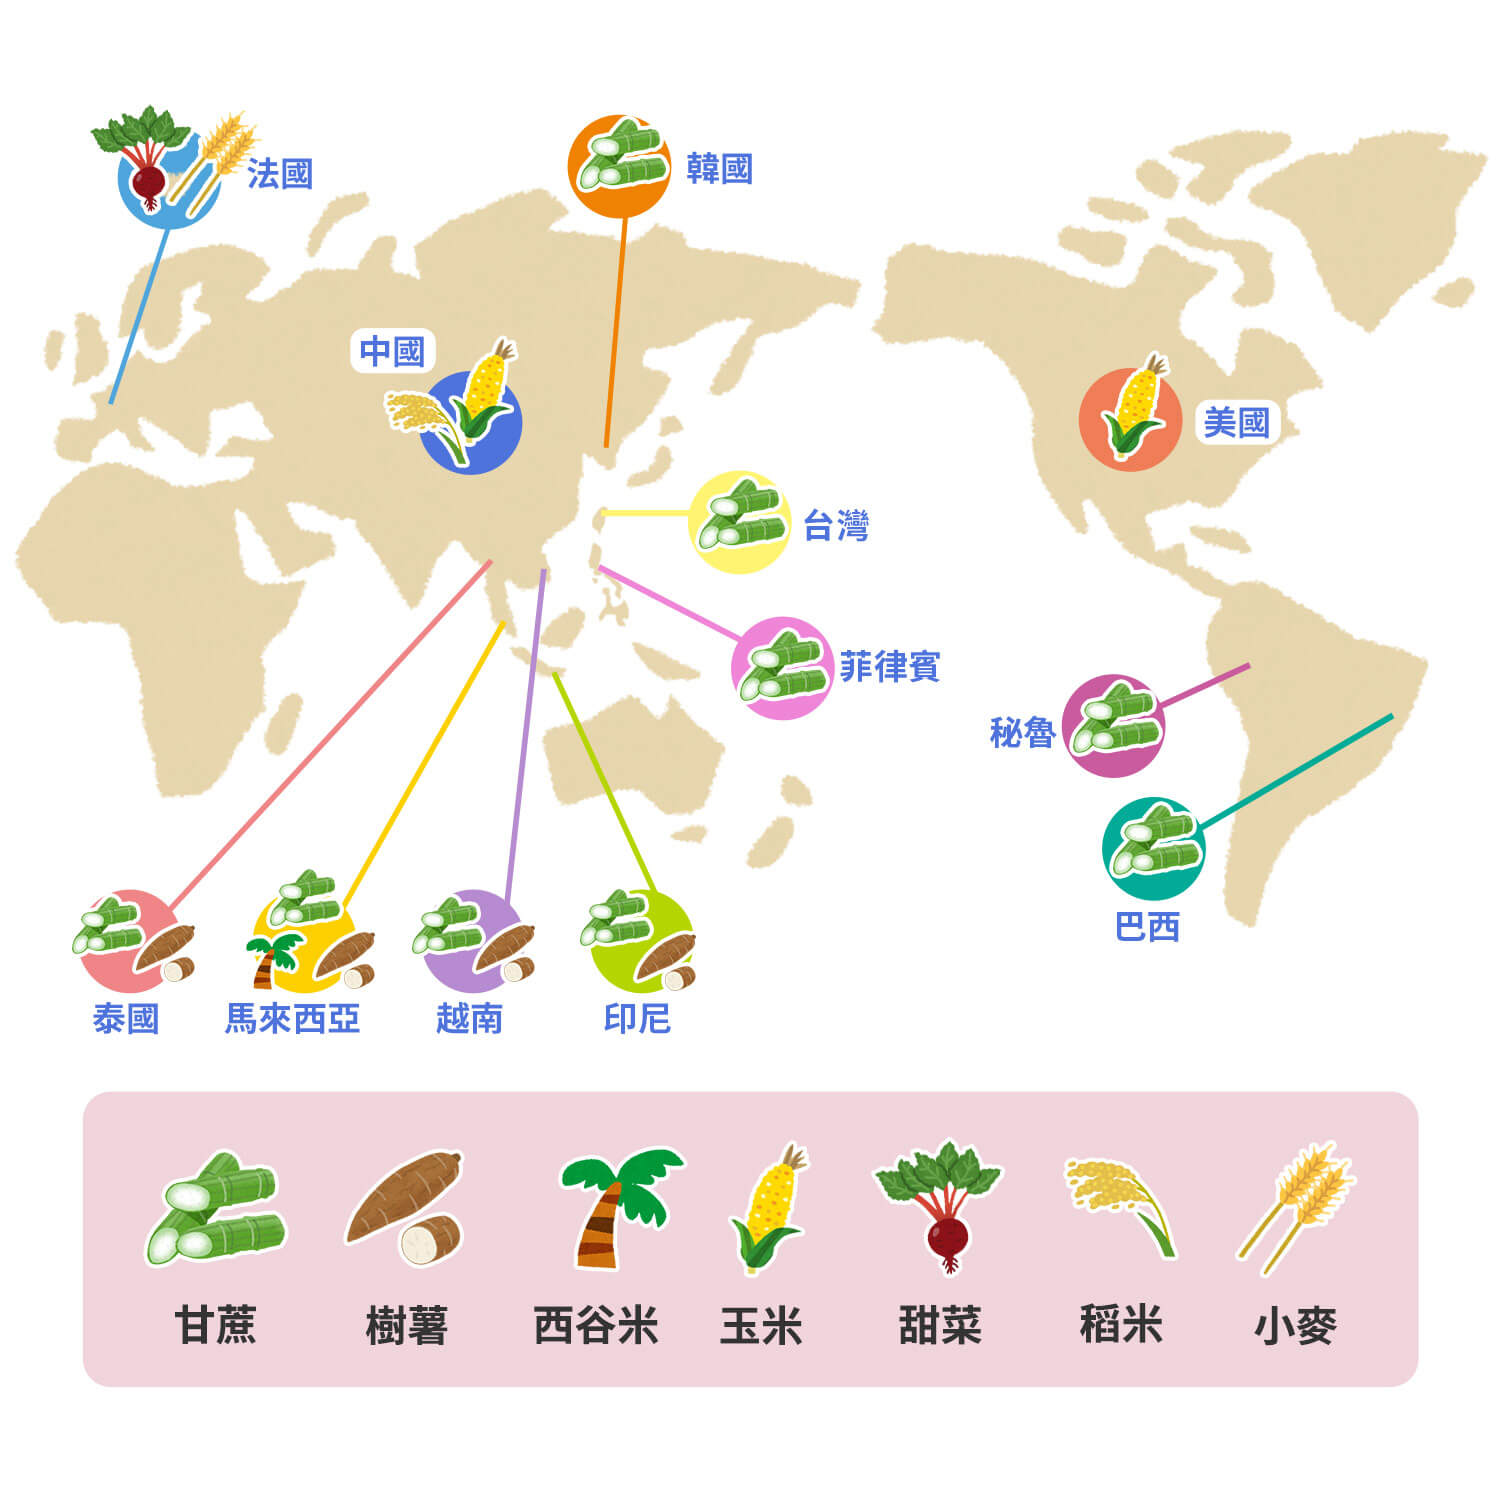 法國
韓國
中國
美國
台灣
菲律賓
秘魯
巴西
泰國
馬來西亞
越南
印尼
甘蔗
樹薯
西谷米
玉米
甜菜
稻米
小麥